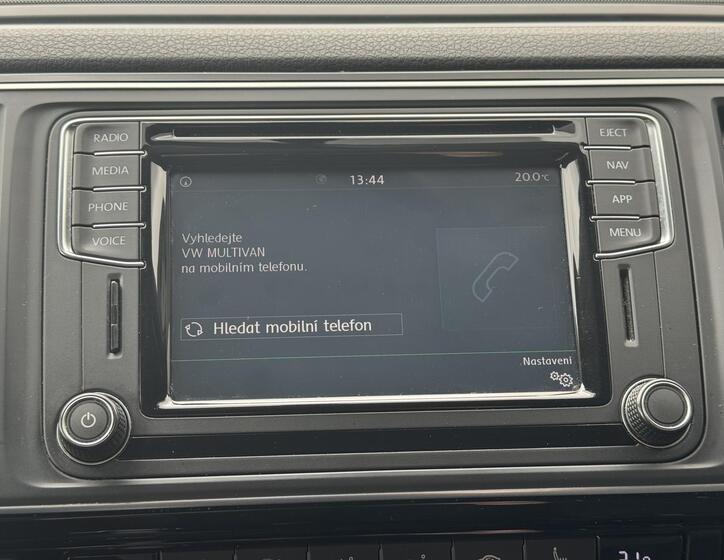 RADIO
MEDIA
PHONE
VOICE
EJECT
NAV
APP
MENU
13:44
20.0°C
Vyhledejte
VW MULTIVAN
na mobilním telefonu.
Hledat mobilní telefon
Nastavení